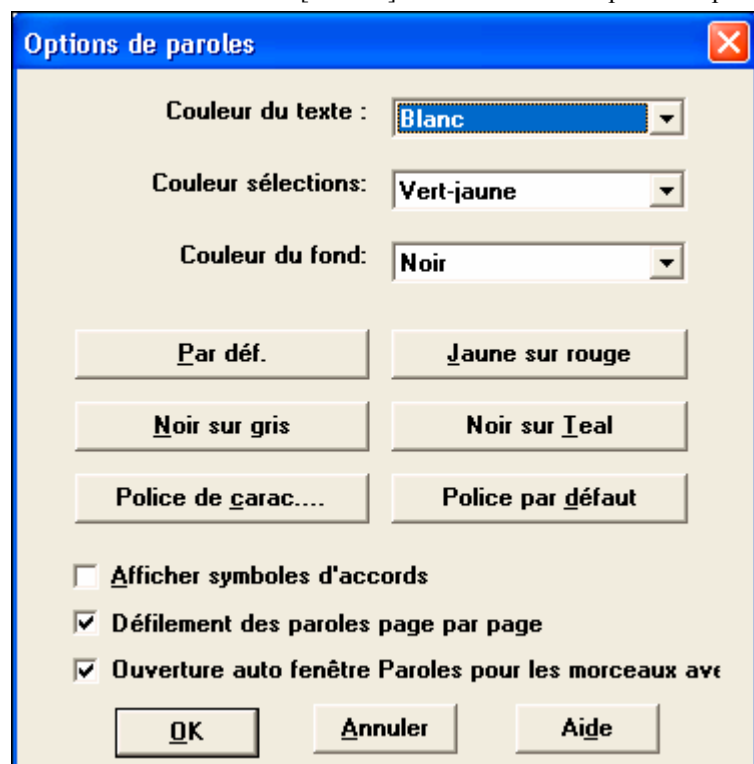 Options de paroles
Couleur du texte : Blanc
Couleur sélections: Vert-jaune
Couleur du fond: Noir
Par déf. Jaune sur rouge
Noir sur gris Noir sur Teal
Police de carac.... Police par défaut
Afficher symboles d'accords
Défilement des paroles page par page
Ouverture auto fenêtre Paroles pour les morceaux ave
OK Annuler Aide